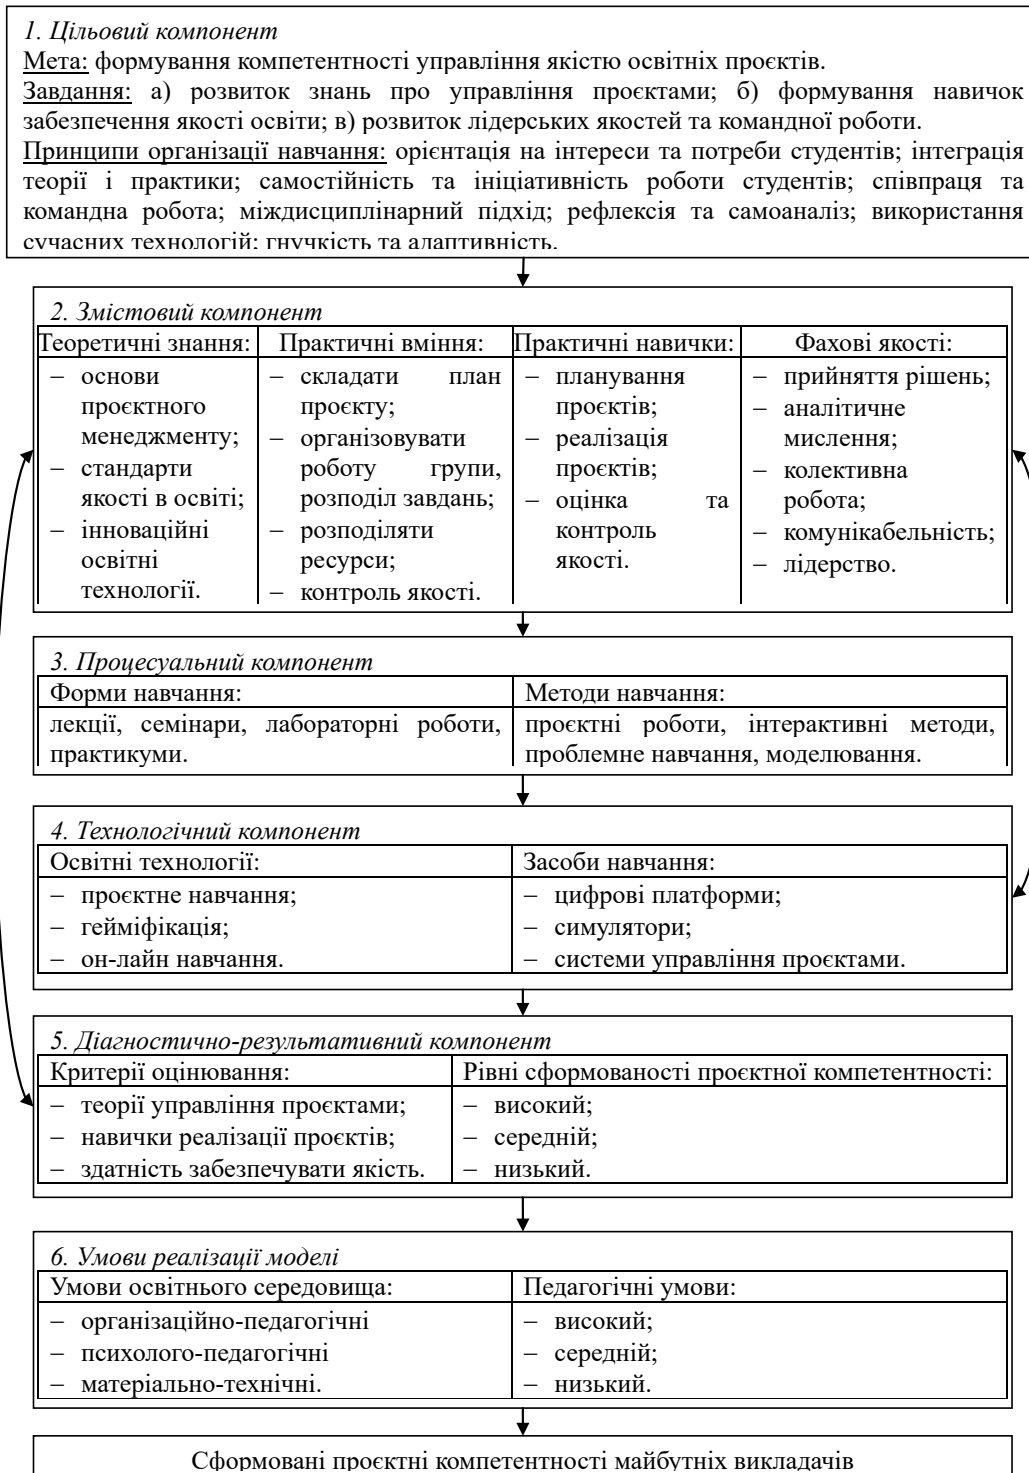 1. Цільовий компонент
Мета: формування компетентності управління якістю освітніх проєктів.
Завдання: а) розвиток знань про управління проєктами; б) формування навичок
забезпечення якості освіти; в) розвиток лідерських якостей та командної роботи.
Принципи організації навчання: орієнтація на інтереси та потреби студентів; інтеграція
теорії і практики; самостійність та ініціативність роботи студентів; співпраця та
командна робота; міждисциплінарний підхід; рефлексія та самоаналіз; використання
сучасних технологій; гнучкість та адаптивність.
2. Змістовий компонент
Теоретичні знання:
– основи
проєктного
менеджменту;
– стандарти
якості в освіті;
– інноваційні
освітні
технології.
Практичні вміння:
– складати план
проєкту;
– організовувати
роботу групи,
розподіл завдань;
– розподіляти
ресурси;
– контроль якості.
Практичні навички:
– планування
проєктів;
– реалізація
проєктів;
– оцінка та
контроль
якості.
Фахові якості:
– прийняття рішень;
– аналітичне
мислення;
– колективна
робота;
– комунікабельність;
– лідерство.
3. Процесуальний компонент
Форми навчання:
лекції, семінари, лабораторні роботи,
практикуми.
Методи навчання:
проєктні роботи, інтерактивні методи,
проблемне навчання, моделювання.
4. Технологічний компонент
Освітні технології:
– проєктне навчання;
– гейміфікація;
– он-лайн навчання.
Засоби навчання:
– цифрові платформи;
– симулятори;
– системи управління проєктами.
5. Діагностично-результативний компонент
Критерії оцінювання:
– теорії управління проєктами;
– навички реалізації проєктів;
– здатність забезпечувати якість.
Рівні сформованості проєктної компетентності:
– високий;
– середній;
– низький.
6. Умови реалізації моделі
Умови освітнього середовища:
– організаційно-педагогічні
– психолого-педагогічні
– матеріально-технічні.
Педагогічні умови:
– високий;
– середній;
– низький.
Сформовані проєктні компетентності майбутніх викладачів